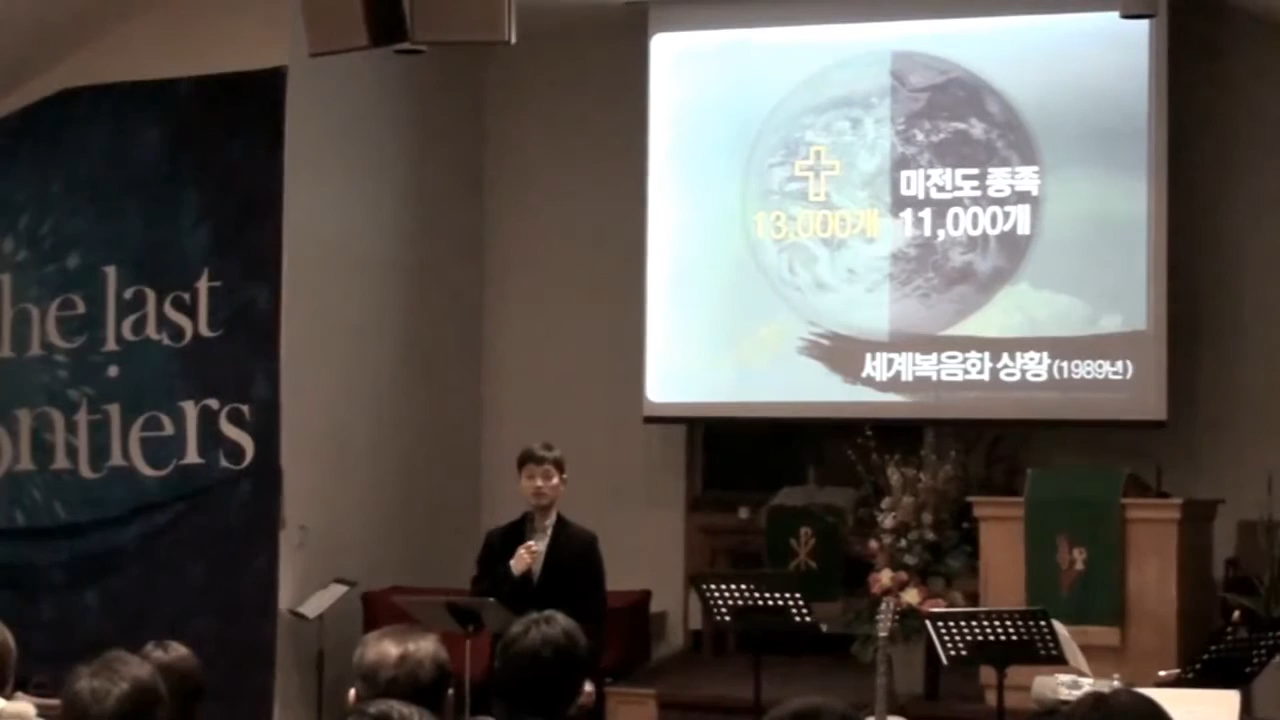 he last
ontiers
13,000개
미전도 종족
11,000개
세계복음화 상황 (1989년)